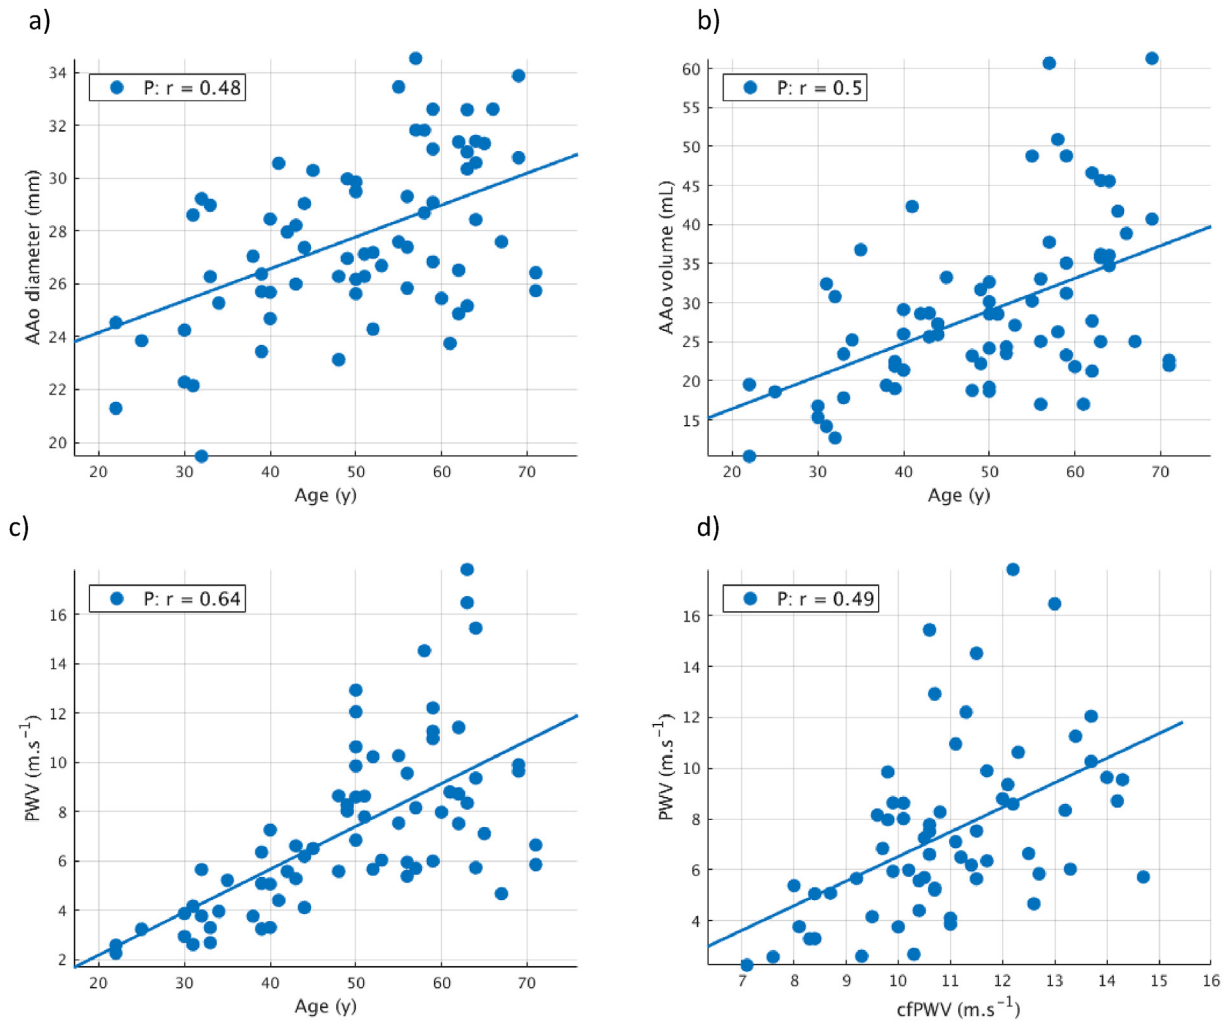 a)
P: r = 0.48
34
32
30
28
26
24
22
20
AAo diameter (mm)
20 30 40 50 60 70
Age (y)
b)
P: r = 0.5
60
55
50
45
40
35
30
25
20
15
AAo volume (mL)
20 30 40 50 60 70
Age (y)
c)
P: r = 0.64
16
14
12
10
8
6
4
2
PWV (m.s⁻¹)
20 30 40 50 60 70
Age (y)
d)
P: r = 0.49
16
14
12
10
8
6
4
PWV (m.s⁻¹)
7 8 9 10 11 12 13 14 15 16
cfPWV (m.s⁻¹)